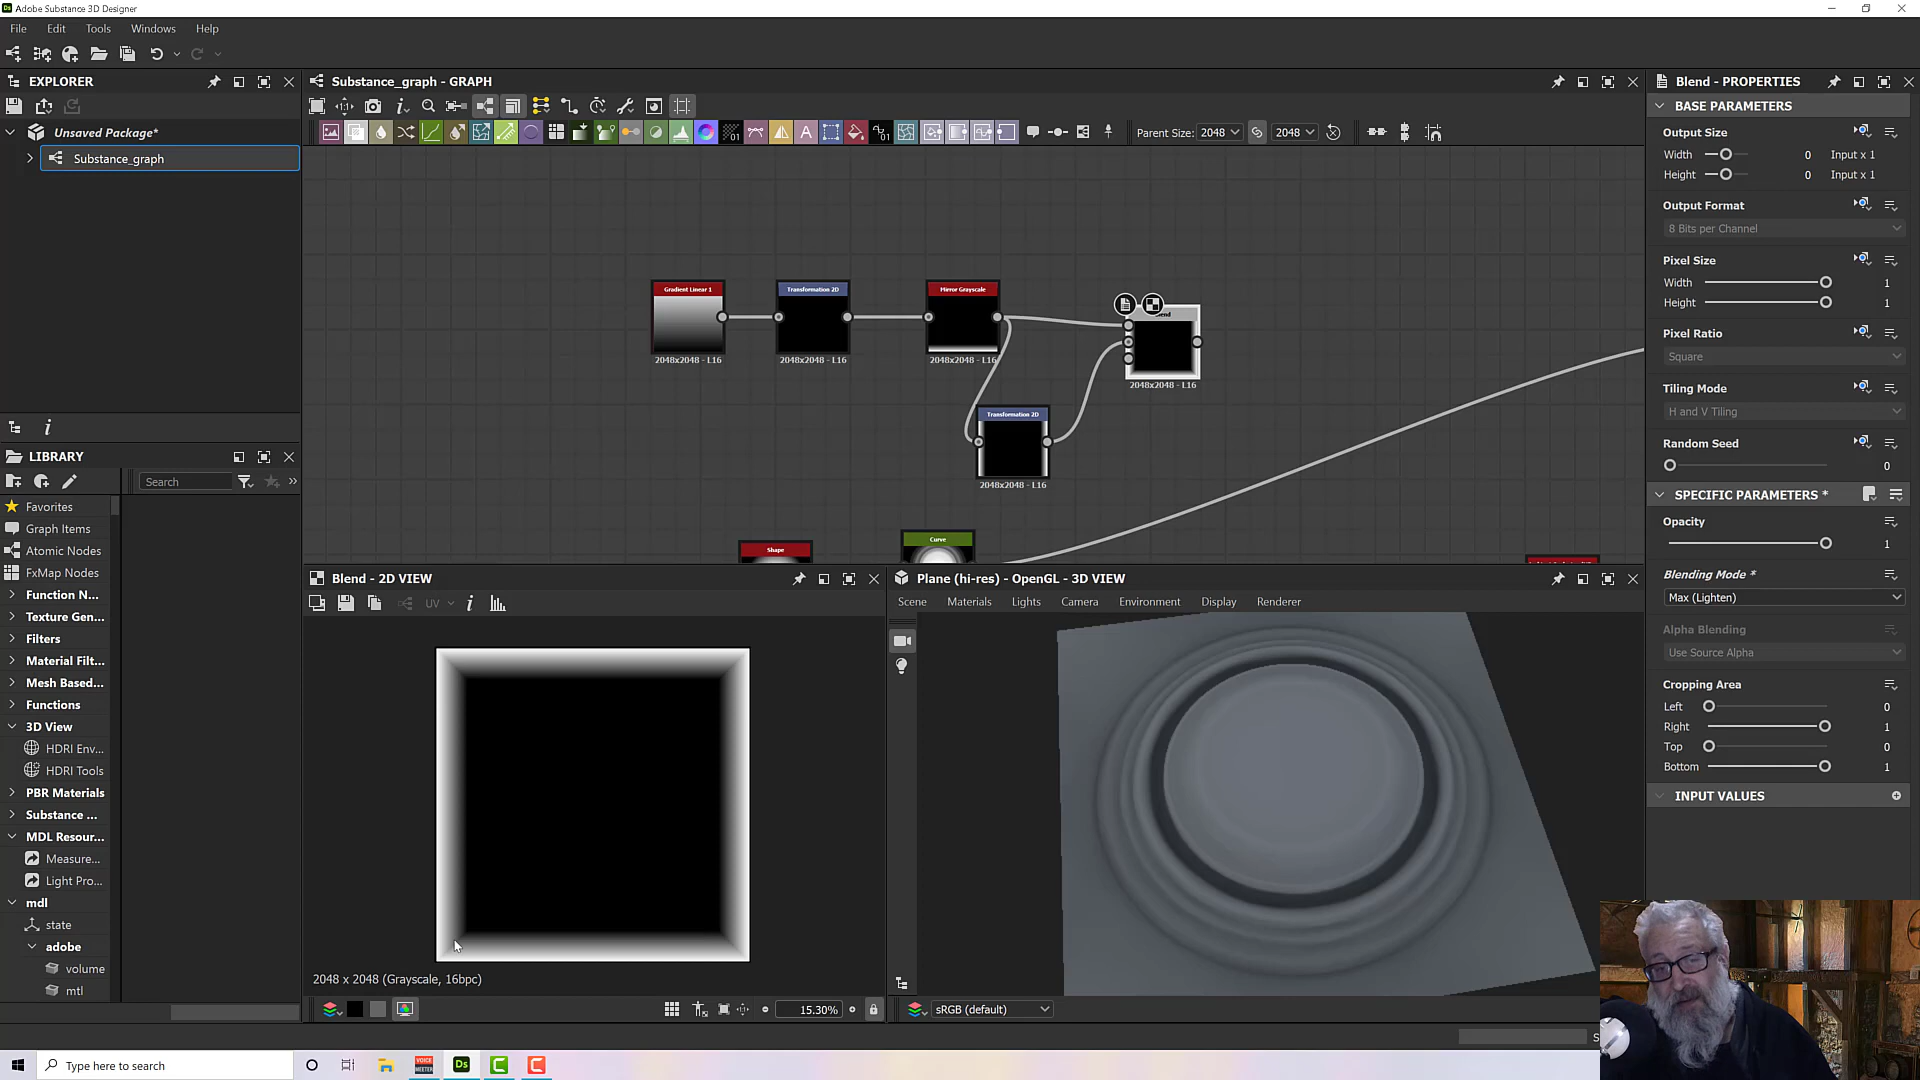 Adobe Substance 3D Designer
File Edit Tools Windows Help
EXPLORER
Unsaved Package*
Substance_graph
LIBRARY
Search
Favorites
Graph Items
Atomic Nodes
FxMap Nodes
Function N...
Texture Gen...
Filters
Material Filt...
Mesh Based...
Functions
3D View
HDRI Env...
HDRI Tools
PBR Materials
Substance ...
MDL Resour...
Measure...
Light Pro...
mdl
state
adobe
volume
mtl
Substance_graph - GRAPH
Parent Size: 2048 2048
Gradient Linear 1
2048x2048 - L16
Transformation 2D
2048x2048 - L16
Mirror Grayscale
2048x2048 - L16
2048x2048 - L16
Transformation 2D
2048x2048 - L16
Shape
Curve
Blend - 2D VIEW
UV
2048 x 2048 (Grayscale, 16bpc)
15.30%
Plane (hi-res) - OpenGL - 3D VIEW
Scene Materials Lights Camera Environment Display Renderer
sRGB (default)
Blend - PROPERTIES
BASE PARAMETERS
Output Size
Width 0 Input x 1
Height 0 Input x 1
Output Format
8 Bits per Channel
Pixel Size
Width 1
Height 1
Pixel Ratio
Square
Tiling Mode
H and V Tiling
Random Seed
0
SPECIFIC PARAMETERS *
Opacity
1
Blending Mode *
Max (Lighten)
Alpha Blending
Use Source Alpha
Cropping Area
Left 0
Right 1
Top 0
Bottom 1
INPUT VALUES
Type here to search
VOICE MEETER
Ds